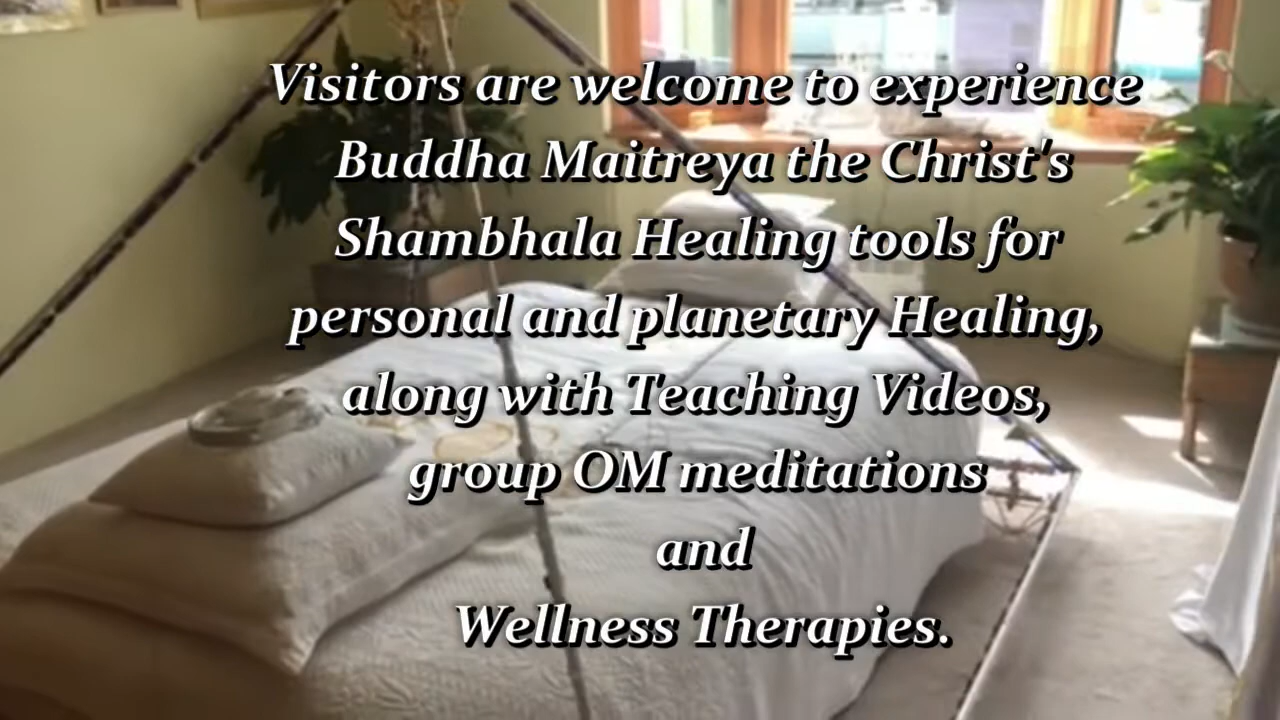 Visitors are welcome to experience
Buddha Maitreya the Christ's
Shambhala Healing tools for
personal and planetary Healing,
along with Teaching Videos,
group OM meditations
and
Wellness Therapies.